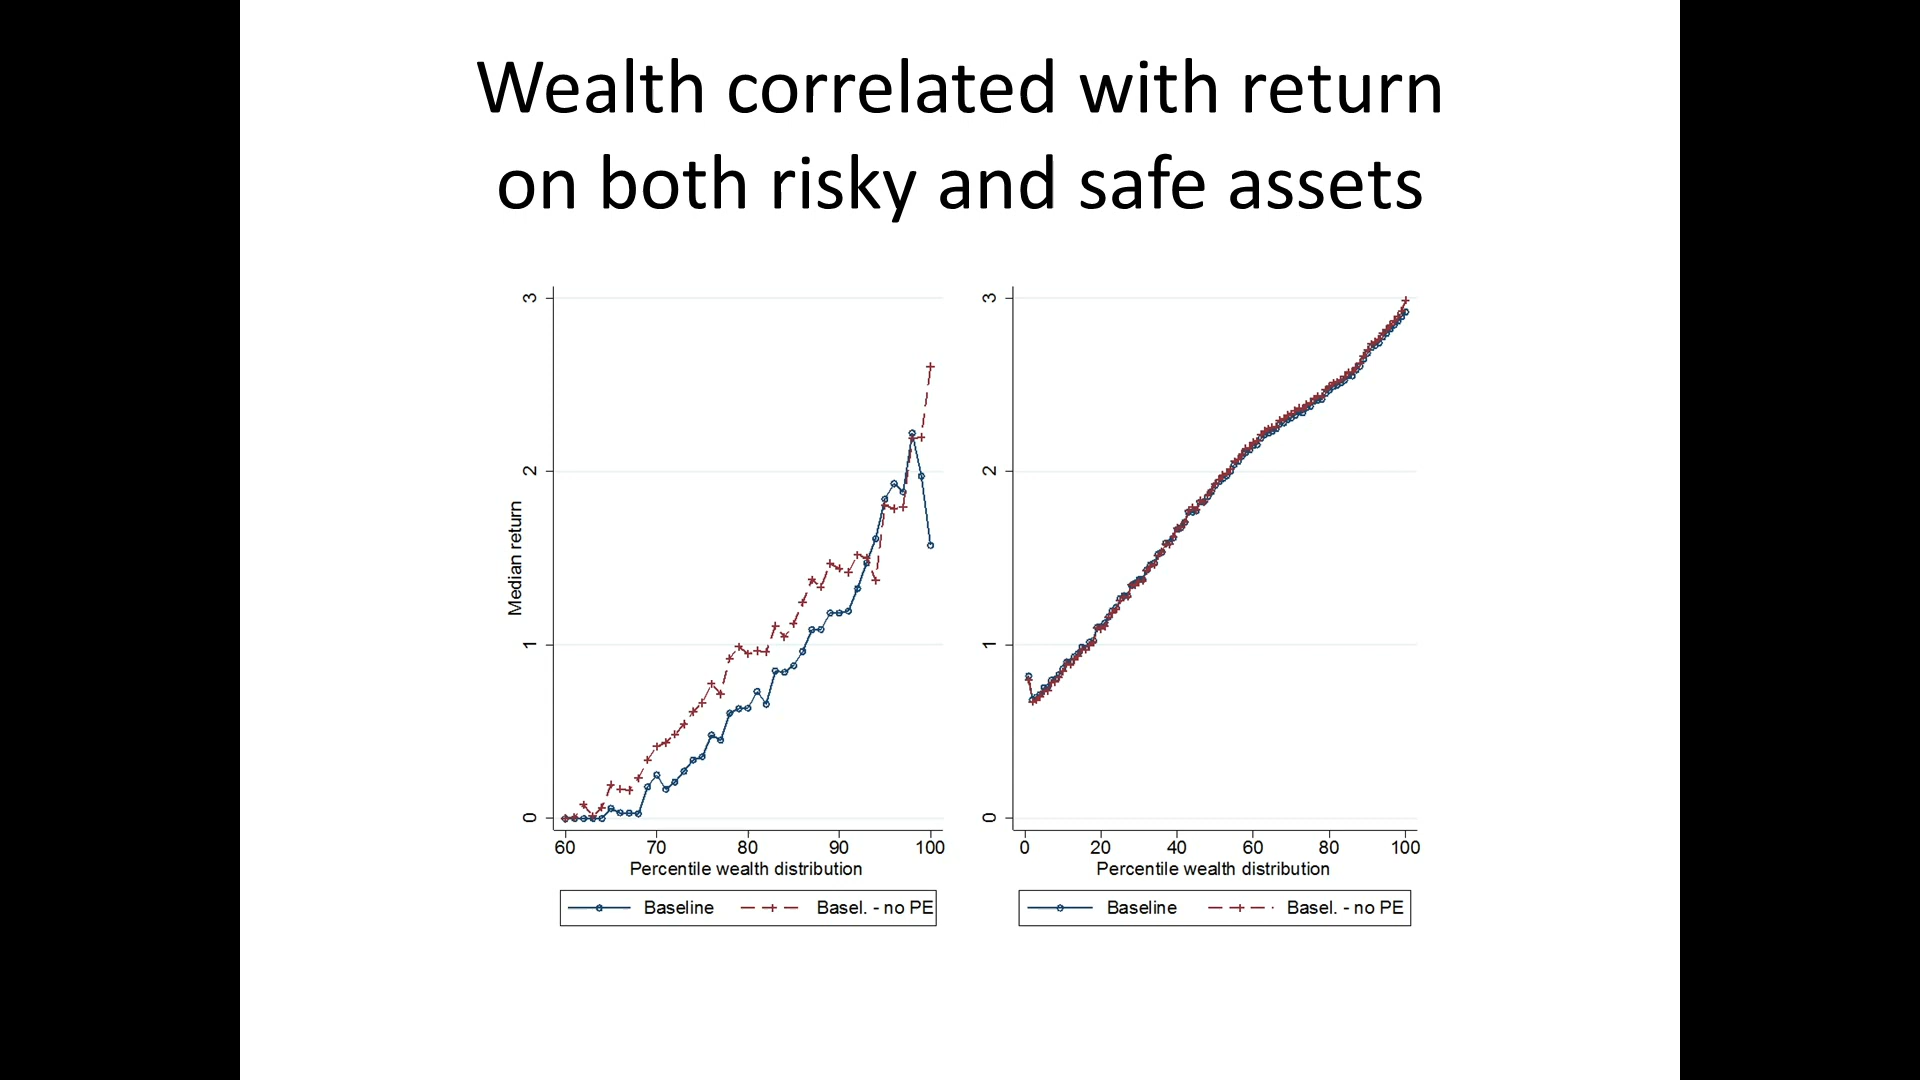 Wealth correlated with return
on both risky and safe assets
Median return
3
2
1
0
60 70 80 90 100
Percentile wealth distribution
Baseline Basel. - no PE
3
2
1
0
0 20 40 60 80 100
Percentile wealth distribution
Baseline Basel. - no PE